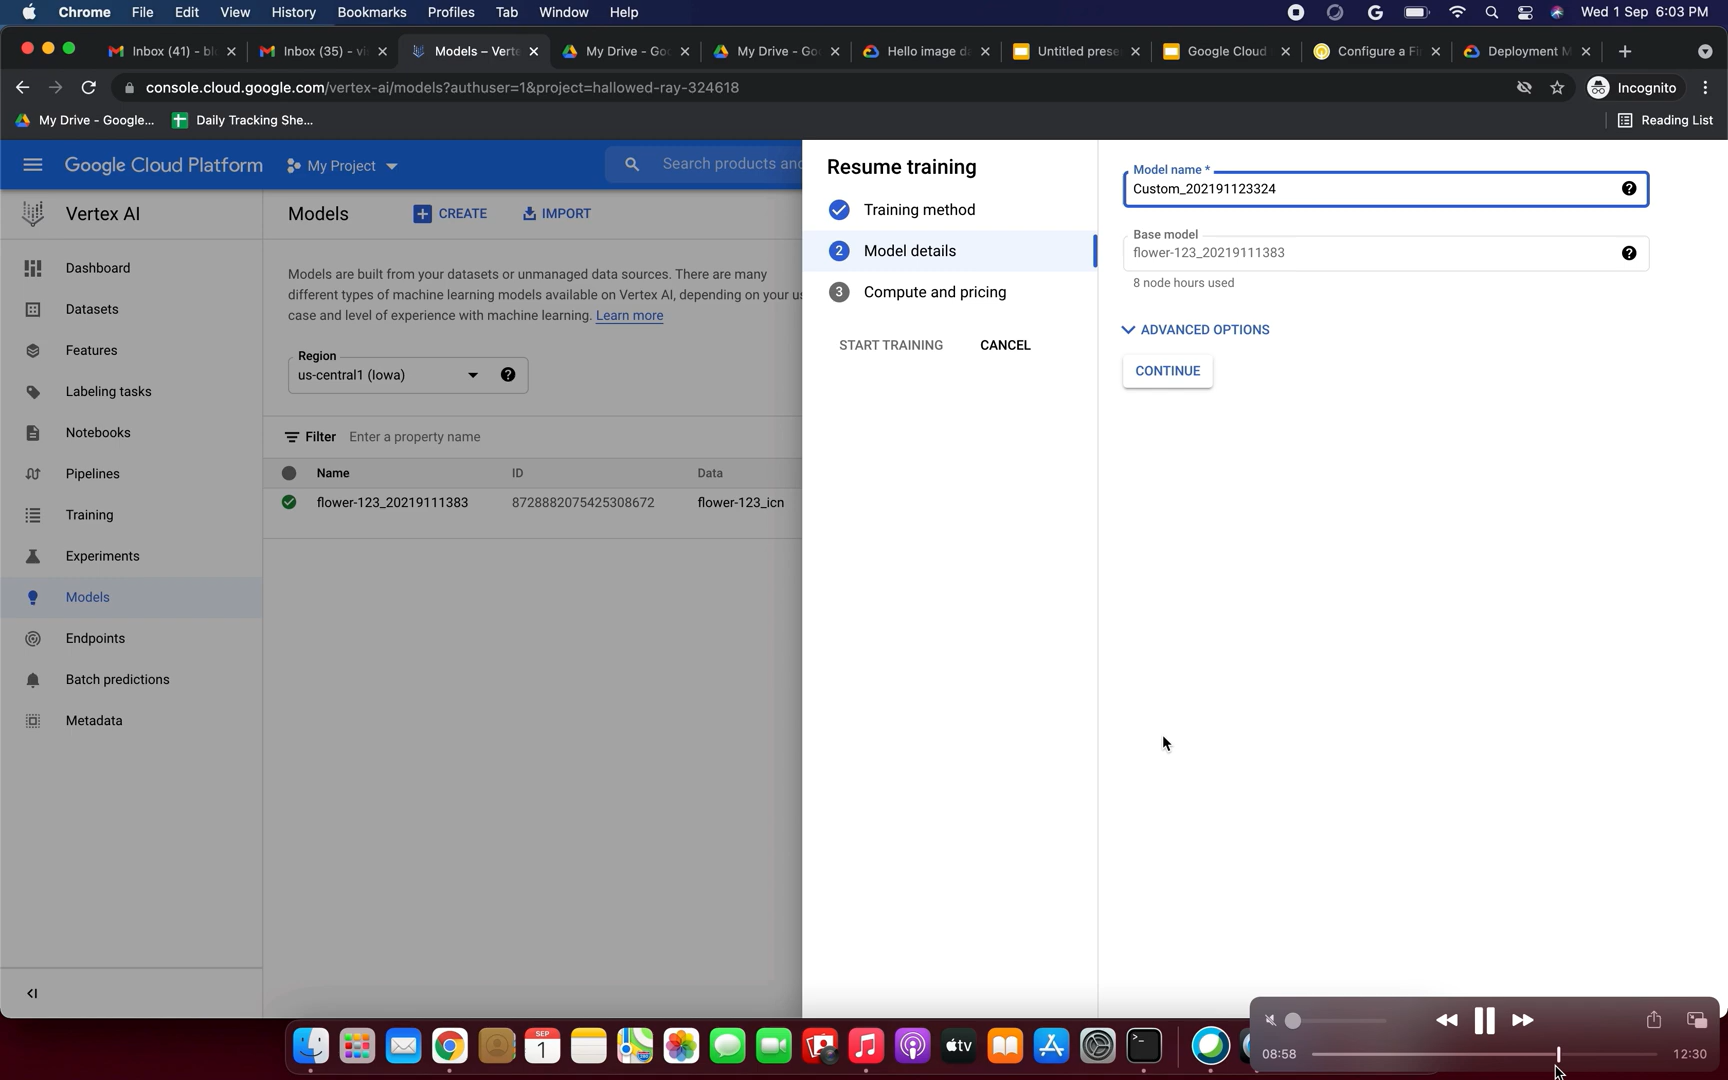 Chrome File Edit View History Bookmarks Profiles Tab Window Help Wed 1 Sep 6:03 PM
Inbox (41) – Inbox (35) – Models – Verte My Drive – Go My Drive – Go Hello image Untitled prese Google Cloud Configure a Deployment
console.cloud.google.com/vertex-ai/models?authuser=1&project=hallowed-ray-324618 Incognito
My Drive – Google... Daily Tracking She... Reading List
Google Cloud Platform My Project Search products
Vertex AI
Dashboard
Datasets
Features
Labeling tasks
Notebooks
Pipelines
Training
Experiments
Models
Endpoints
Batch predictions
Metadata
Models CREATE IMPORT
Models are built from your datasets or unmanaged data sources. There are many
different types of machine learning models available on Vertex AI, depending on your
case and level of experience with machine learning. Learn more
Region
us-central1 (Iowa)
Filter Enter a property name
Name ID Data
flower-123_20219111383 8728882075425308672 flower-123_icn
Resume training
Training method
2 Model details
3 Compute and pricing
START TRAINING CANCEL
Model name *
Custom_202191123324
Base model
flower-123_20219111383
8 node hours used
ADVANCED OPTIONS
CONTINUE
SEP
1
tv
08:58 12:30